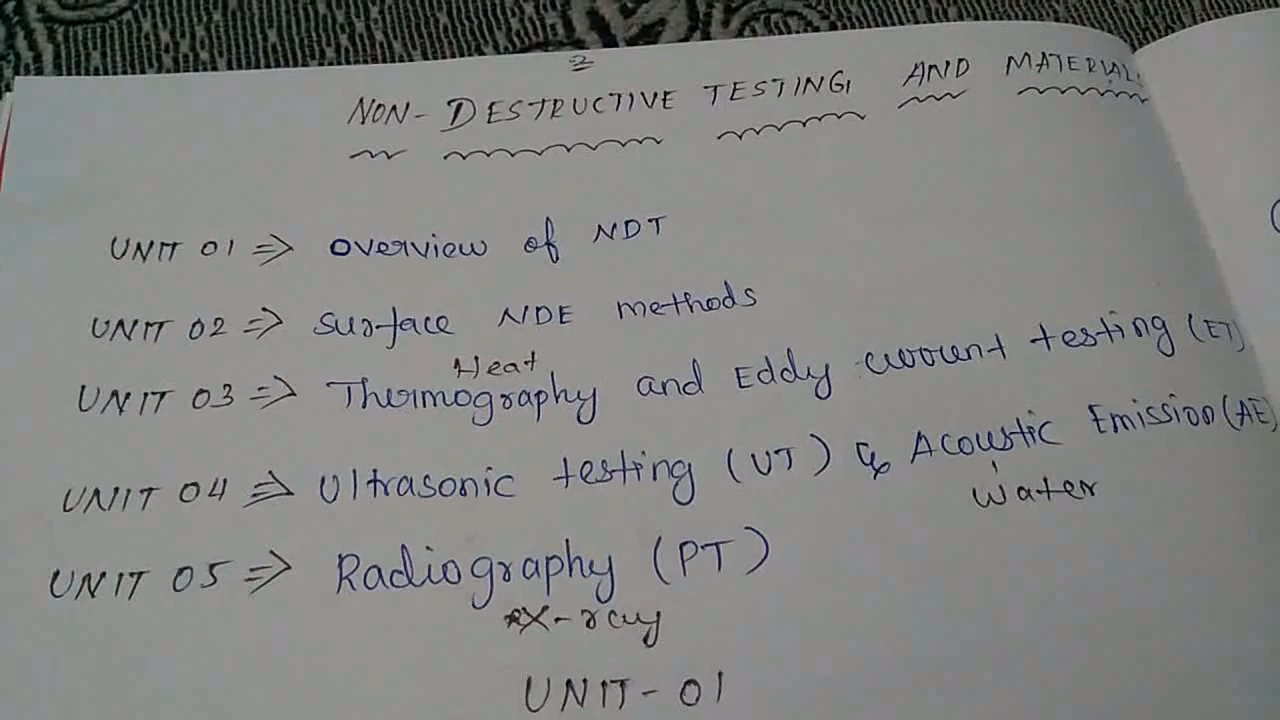 2
NON- DESTRUCTIVE TESTING AND MATERIAL
UNIT 01 => Overview of NDT
UNIT 02 => Surface NDE methods
Heat
UNIT 03 => Thermography and Eddy current testing (ET)
UNIT 04 => Ultrasonic testing (UT) & Acoustic Emission (AE)
Water
UNIT 05 => Radiography (PT)
X-ray
UNIT-01